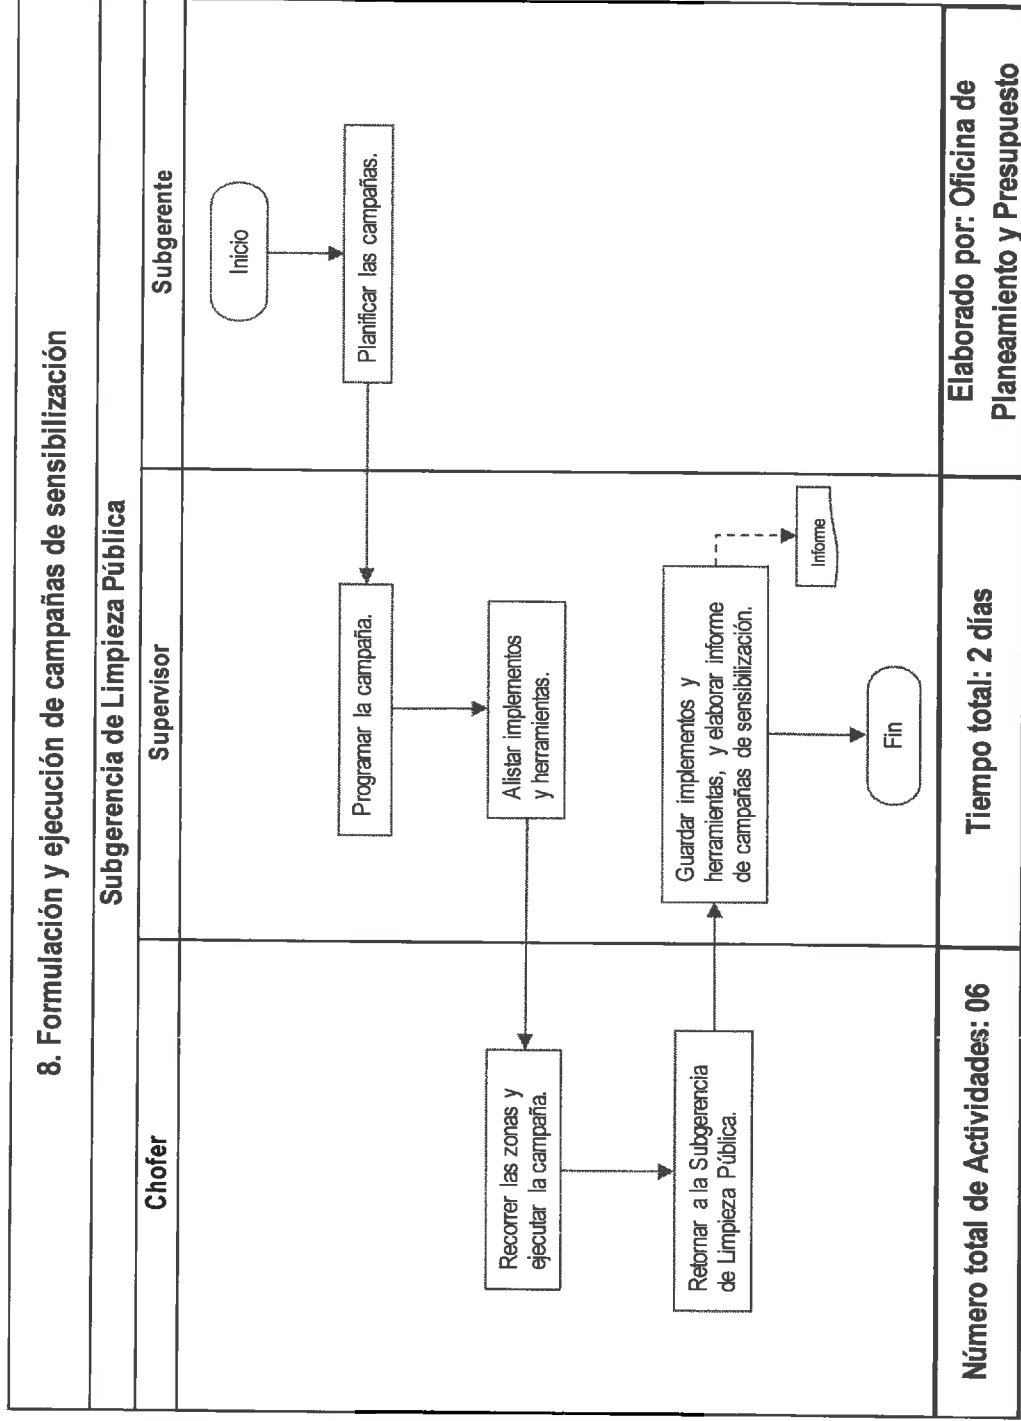 8. Formulación y ejecución de campañas de sensibilización
Subgerencia de Limpieza Pública
Chofer
Supervisor
Subgerente
Inicio
Planificar las campañas.
Programar la campaña.
Alistar implementos
y herramientas.
Recorrer las zonas y
ejecutar la campaña.
Retornar a la Subgerencia
de Limpieza Pública.
Guardar implementos y
herramientas, y elaborar informe
de campañas de sensibilización.
Informe
Fin
Número total de Actividades: 06
Tiempo total: 2 días
Elaborado por: Oficina de
Planeamiento y Presupuesto